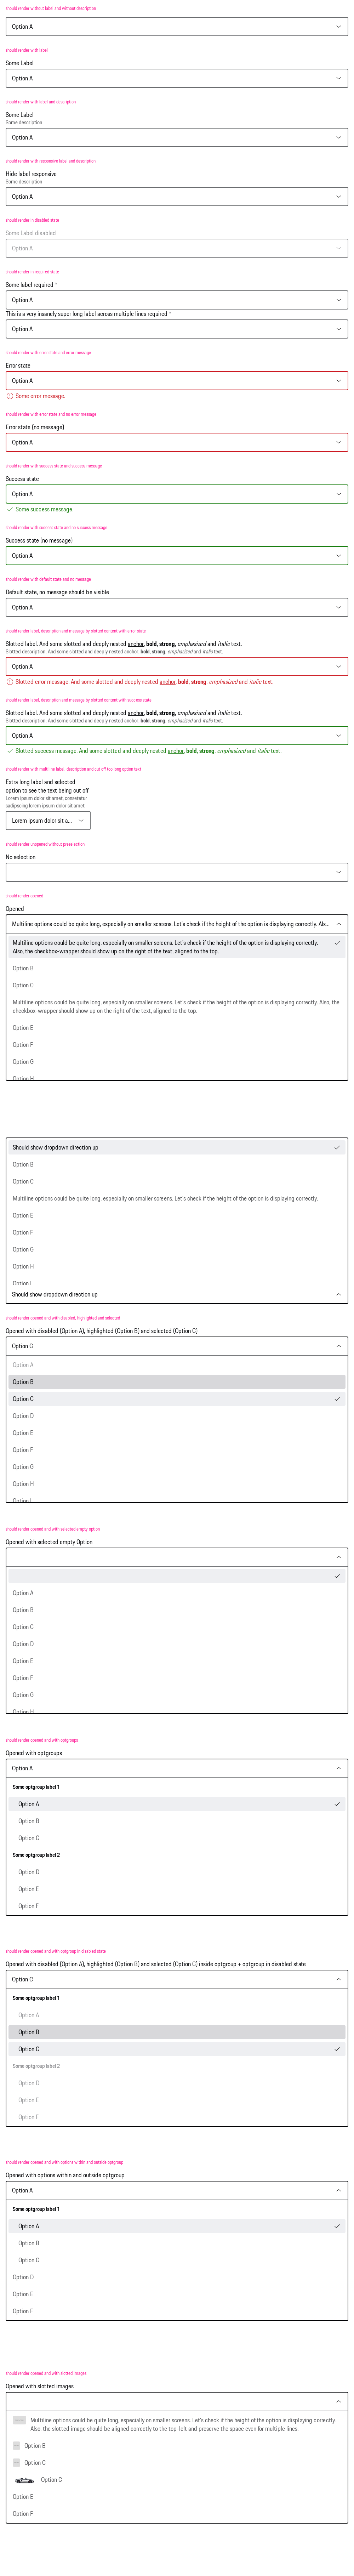 should render without label and without description
Option A
should render with label
Some Label
Option A
should render with label and description
Some Label
Some description
Option A
should render with responsive label and description
Hide label responsive
Some description
Option A
should render in disabled state
Some Label disabled
Option A
should render in required state
Some label required *
Option A
This is a very insanely super long label across multiple lines required *
Option A
should render with error state and error message
Error state
Option A
Some error message.
should render with error state and no error message
Error state (no message)
Option A
should render with success state and success message
Success state
Option A
Some success message.
should render with success state and no success message
Success state (no message)
Option A
should render with default state and no message
Default state, no message should be visible
Option A
should render label, description and message by slotted content with error state
Slotted label. And some slotted and deeply nested anchor, bold, strong, emphasized and italic text.
Slotted description. And some slotted and deeply nested anchor, bold, strong, emphasized and italic text.
Option A
Slotted error message. And some slotted and deeply nested anchor, bold, strong, emphasized and italic text.
should render label, description and message by slotted content with success state
Slotted label. And some slotted and deeply nested anchor, bold, strong, emphasized and italic text.
Slotted description. And some slotted and deeply nested anchor, bold, strong, emphasized and italic text.
Option A
Slotted success message. And some slotted and deeply nested anchor, bold, strong, emphasized and italic text.
should render with multiline label, description and cut off too long option text
Extra long label and selected
option to see the text being cut off
Lorem ipsum dolor sit amet, consetetur
sadipscing lorem ipsum dolor sit amet
Lorem ipsum dolor sit a...
should render unopened without preselection
No selection
should render opened
Opened
Multiline options could be quite long, especially on smaller screens. Let's check if the height of the option is displaying correctly. Als...
Multiline options could be quite long, especially on smaller screens. Let's check if the height of the option is displaying correctly.
Also, the checkbox-wrapper should show up on the right of the text, aligned to the top.
Option B
Option C
Multiline options could be quite long, especially on smaller screens. Let's check if the height of the option is displaying correctly. Also, the
checkbox-wrapper should show up on the right of the text, aligned to the top.
Option E
Option F
Option G
Option H
Should show dropdown direction up
Option B
Option C
Multiline options could be quite long, especially on smaller screens. Let's check if the height of the option is displaying correctly.
Option E
Option F
Option G
Option H
Option I
Should show dropdown direction up
should render opened and with disabled, highlighted and selected
Opened with disabled (Option A), highlighted (Option B) and selected (Option C)
Option C
Option A
Option B
Option C
Option D
Option E
Option F
Option G
Option H
Option I
should render opened and with selected empty option
Opened with selected empty Option
Option A
Option B
Option C
Option D
Option E
Option F
Option G
Option H
should render opened and with optgroups
Opened with optgroups
Option A
Some optgroup label 1
Option A
Option B
Option C
Some optgroup label 2
Option D
Option E
Option F
should render opened and with optgroup in disabled state
Opened with disabled (Option A), highlighted (Option B) and selected (Option C) inside optgroup + optgroup in disabled state
Option C
Some optgroup label 1
Option A
Option B
Option C
Some optgroup label 2
Option D
Option E
Option F
should render opened and with options within and outside optgroup
Opened with options within and outside optgroup
Option A
Some optgroup label 1
Option A
Option B
Option C
Option D
Option E
Option F
should render opened and with slotted images
Opened with slotted images
Multiline options could be quite long, especially on smaller screens. Let's check if the height of the option is displaying correctly.
Also, the slotted image should be aligned correctly to the top-left and preserve the space even for multiple lines.
Option B
Option C
Option C
Option E
Option F